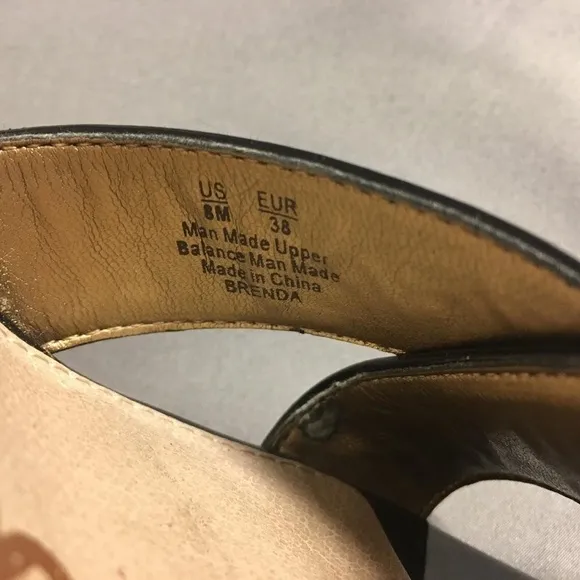 US EUR
8M 38
Man Made Upper
Balance Man Made
Made in China
BRENDA